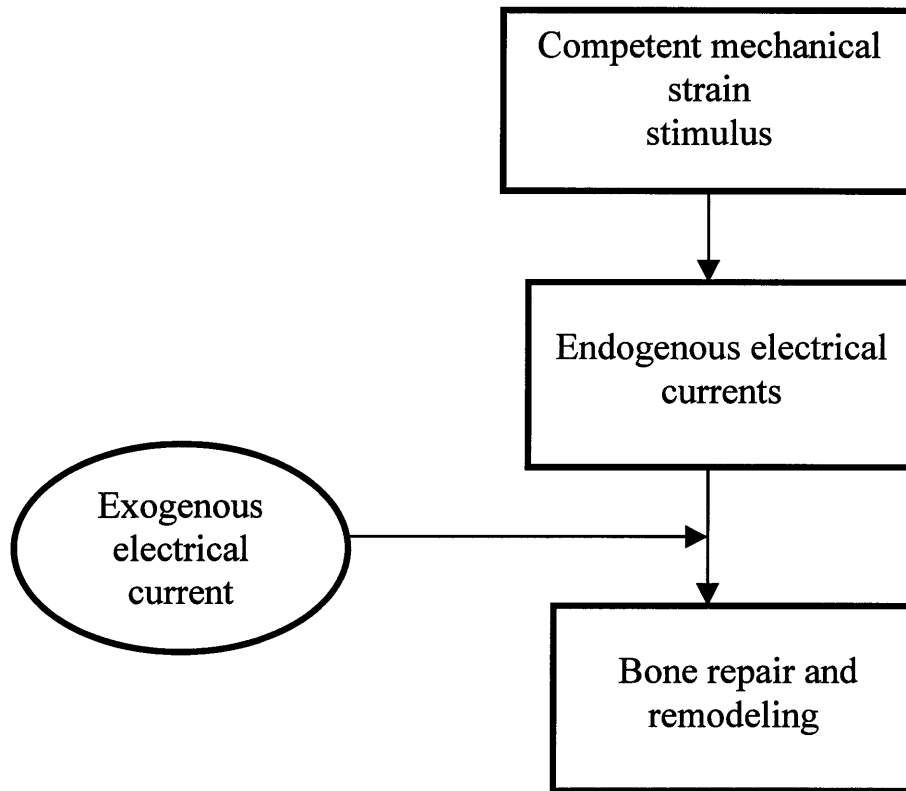 Competent mechanical
strain
stimulus
Endogenous electrical
currents
Exogenous
electrical
current
Bone repair and
remodeling